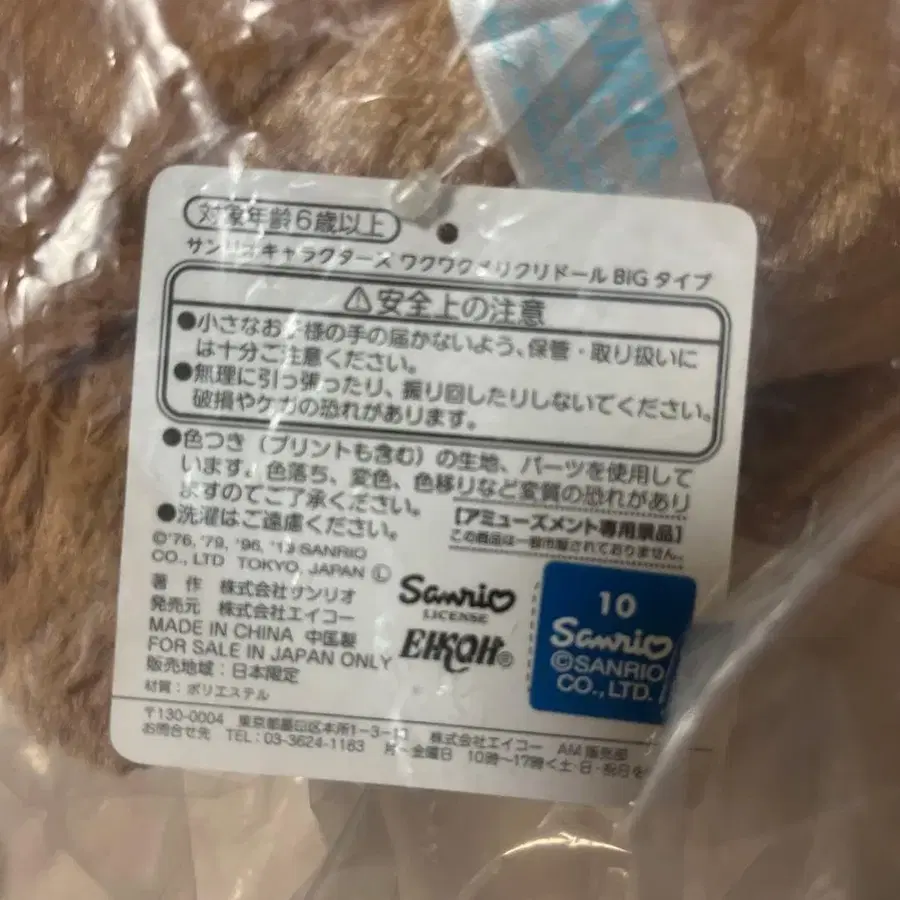 対象年齢6歳以上
サンリオキャラクターズ ワクワクメリクリドール BIG タイプ
⚠安全上の注意
●小さなお子様の手の届かないよう、保管・取り扱いに
は十分ご注意ください。
●無理に引っ張ったり、振り回したりしないでください。
破損やケガの恐れがあります。
●色つき（プリントも含む）の生地、パーツを使用して
います。色落ち、変色、色移りなど変質の恐れがあり
ますのでご了承ください。
●洗濯はご遠慮ください。
【アミューズメント専用景品】
この商品は一般市販されておりません。
©'76, '79, '96, '13 SANRIO
CO., LTD. TOKYO, JAPAN Ⓛ
著 作 株式会社サンリオ
発売元 株式会社エイコー
MADE IN CHINA 中国製
FOR SALE IN JAPAN ONLY
販売地域：日本限定
材質：ポリエステル
Sanrio
LICENSE
EIKOH®
10
Sanrio
©SANRIO
CO., LTD.
〒130-0004 東京都墨田区本所1-3-13 株式会社エイコー AM販売部
お問合せ先 TEL：03-3624-1183 月～金曜日 10時～17時＜土・日・祝日を